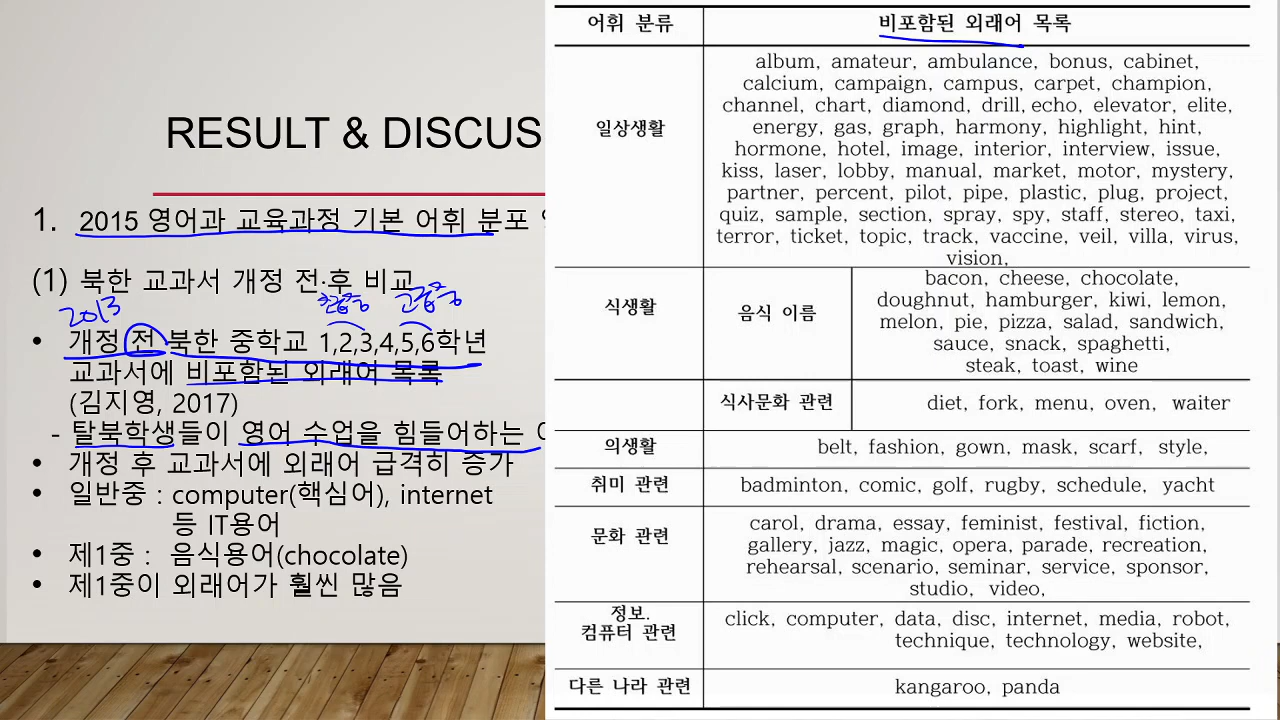 RESULT & DISCUS
1. 2015 영어과 교육과정 기본 어휘 분포
(1) 북한 교과서 개정 전·후 비교
2013 초급중 고급중
• 개정 전 북한 중학교 1,2,3,4,5,6학년
교과서에 비포함된 외래어 목록
(김지영, 2017)
- 탈북학생들이 영어 수업을 힘들어하는
• 개정 후 교과서에 외래어 급격히 증가
• 일반중 : computer(핵심어), internet
등 IT용어
• 제1중 : 음식용어(chocolate)
• 제1중이 외래어가 훨씬 많음
어휘 분류 비포함된 외래어 목록
일상생활
album, amateur, ambulance, bonus, cabinet,
calcium, campaign, campus, carpet, champion,
channel, chart, diamond, drill, echo, elevator, elite,
energy, gas, graph, harmony, highlight, hint,
hormone, hotel, image, interior, interview, issue,
kiss, laser, lobby, manual, market, motor, mystery,
partner, percent, pilot, pipe, plastic, plug, project,
quiz, sample, section, spray, spy, staff, stereo, taxi,
terror, ticket, topic, track, vaccine, veil, villa, virus,
vision,
식생활
음식 이름
bacon, cheese, chocolate,
doughnut, hamburger, kiwi, lemon,
melon, pie, pizza, salad, sandwich,
sauce, snack, spaghetti,
steak, toast, wine
식사문화 관련 diet, fork, menu, oven, waiter
의생활 belt, fashion, gown, mask, scarf, style,
취미 관련 badminton, comic, golf, rugby, schedule, yacht
문화 관련
carol, drama, essay, feminist, festival, fiction,
gallery, jazz, magic, opera, parade, recreation,
rehearsal, scenario, seminar, service, sponsor,
studio, video,
정보.
컴퓨터 관련
click, computer, data, disc, internet, media, robot,
technique, technology, website,
다른 나라 관련 kangaroo, panda